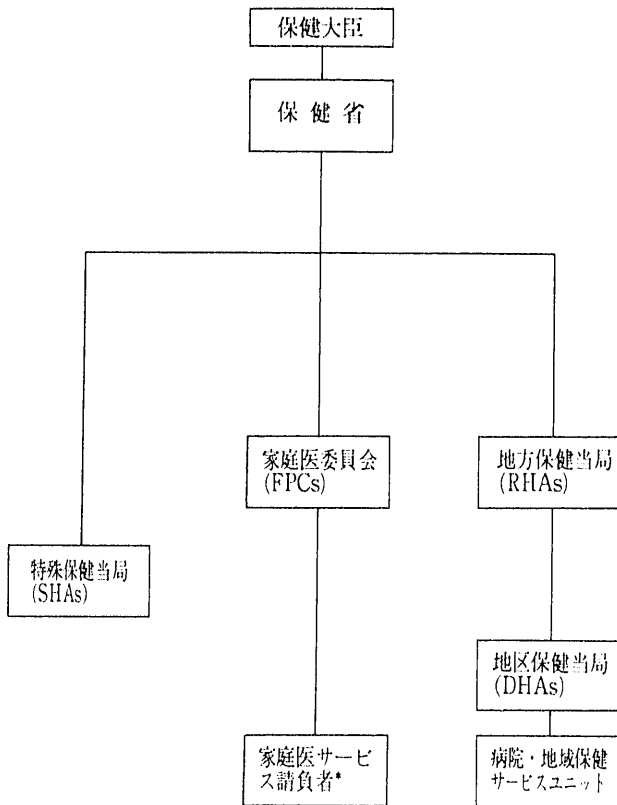 保健大臣
保健省
家庭医委員会
(FPCs)
地方保健当局
(RHAs)
特殊保健当局
(SHAs)
地区保健当局
(DHAs)
家庭医サービ
ス請負者*
病院・地域保健
サービスユニット